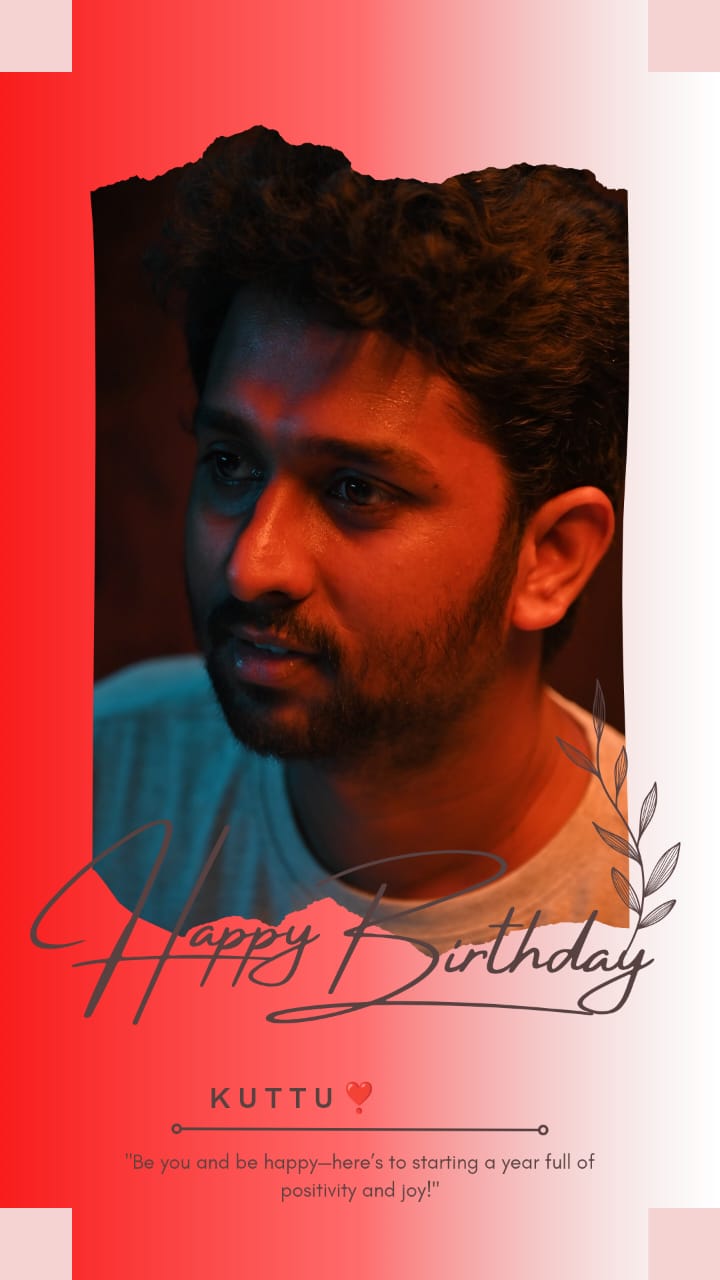 Happy Birthday
KUTTU❣️
"Be you and be happy—here's to starting a year full of
positivity and joy!"